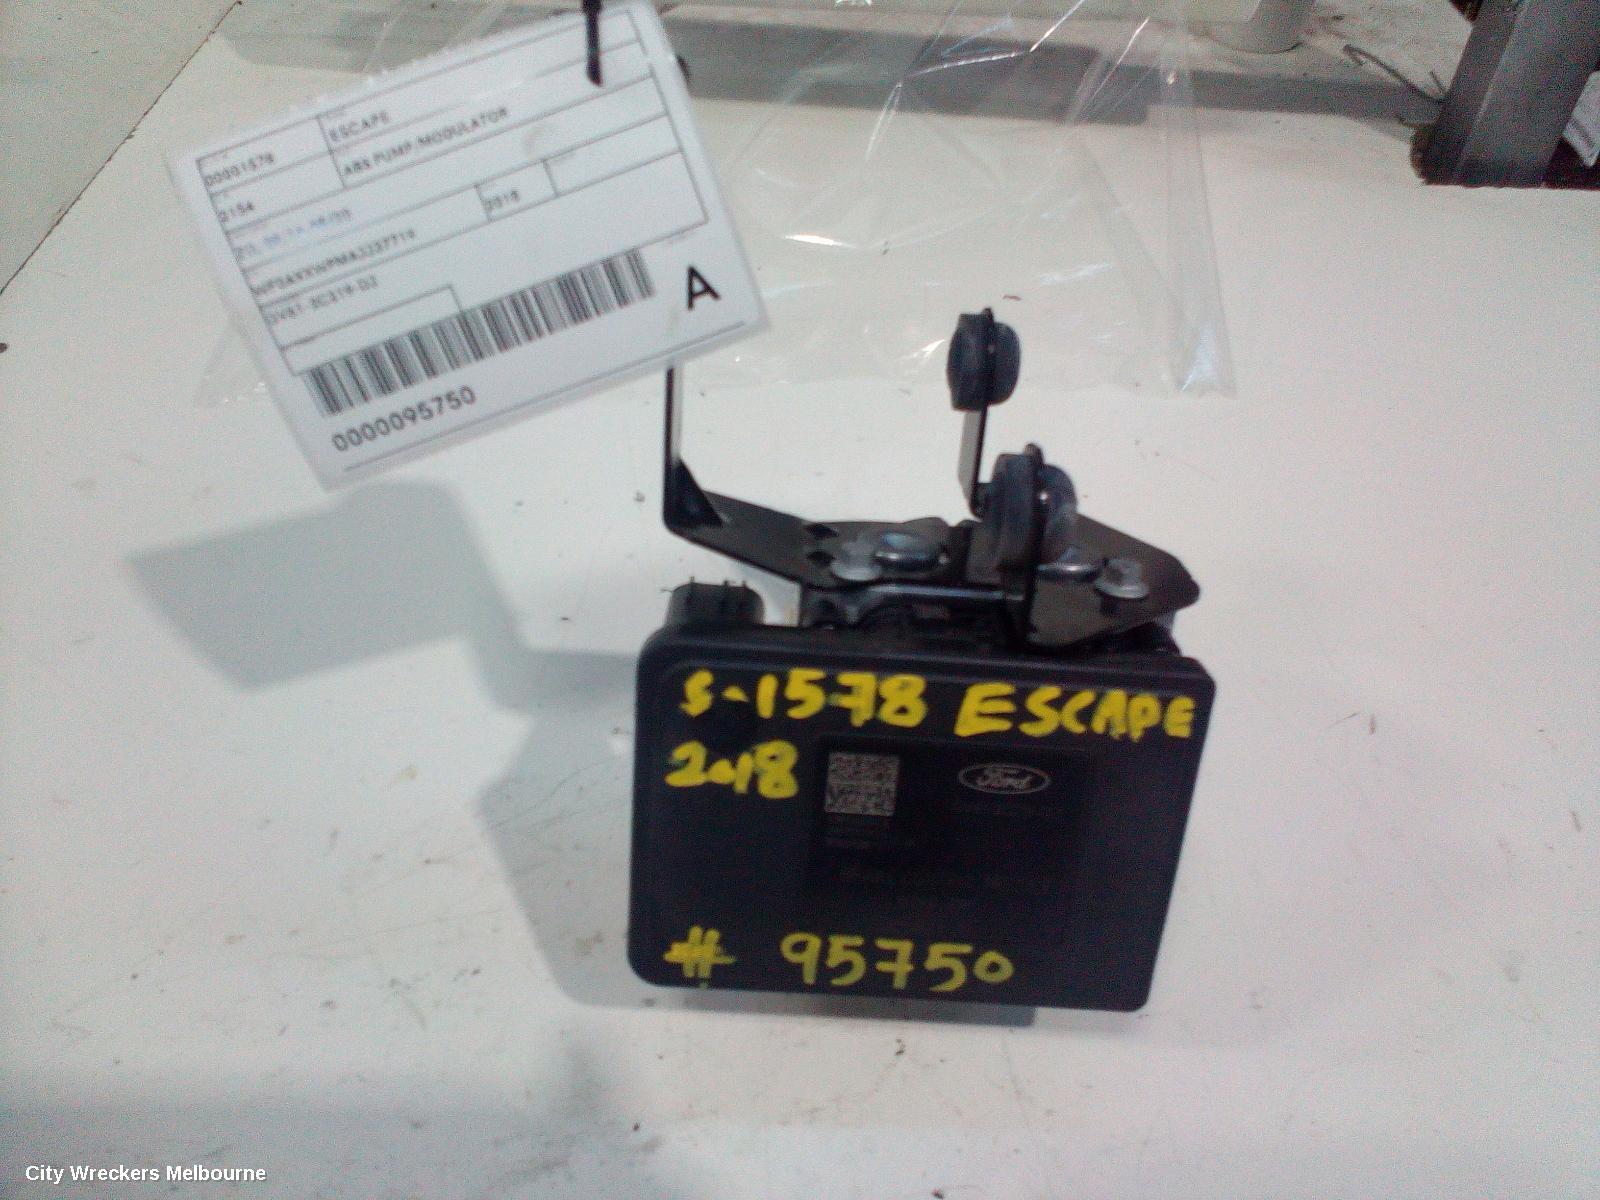 00001578
ESCAPE
2154
ABS PUMP/MODULATOR
2018
0000095750
A
S-1578 ESCAPE
2018
Ford
# 95750
City Wreckers Melbourne